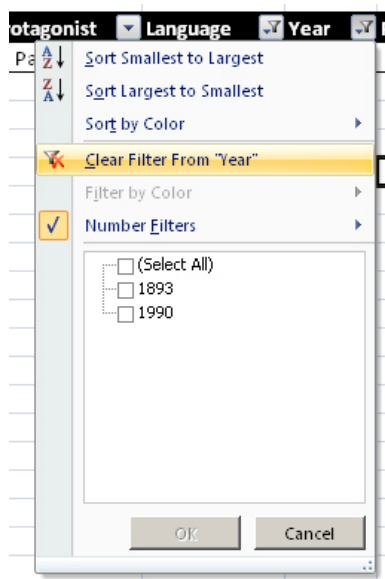 rotagonist Language Year
Pa
Sort Smallest to Largest
Sort Largest to Smallest
Sort by Color
Clear Filter From "Year"
Filter by Color
Number Filters
(Select All)
1893
1990
OK Cancel